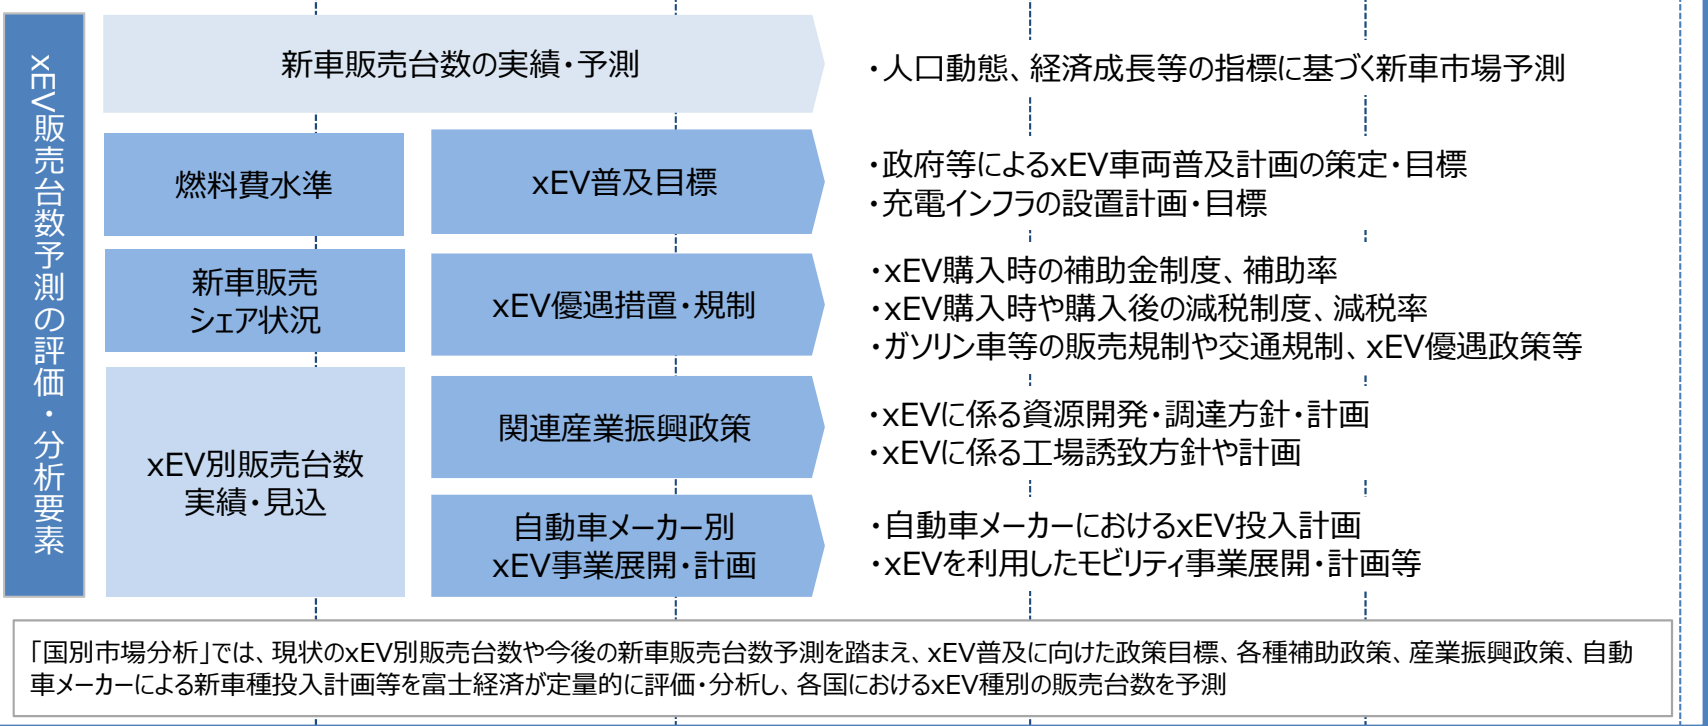 xEV販売台数予測の評価・分析要素
新車販売台数の実績・予測
・人口動態、経済成長等の指標に基づく新車市場予測
燃料費水準
xEV普及目標
・政府等によるxEV車両普及計画の策定・目標
・充電インフラの設置計画・目標
新車販売
シェア状況
xEV優遇措置・規制
・xEV購入時の補助金制度、補助率
・xEV購入時や購入後の減税制度、減税率
・ガソリン車等の販売規制や交通規制、xEV優遇政策等
xEV別販売台数
実績・見込
関連産業振興政策
・xEVに係る資源開発・調達方針・計画
・xEVに係る工場誘致方針や計画
自動車メーカー別
xEV事業展開・計画
・自動車メーカーにおけるxEV投入計画
・xEVを利用したモビリティ事業展開・計画等
「国別市場分析」では、現状のxEV別販売台数や今後の新車販売台数予測を踏まえ、xEV普及に向けた政策目標、各種補助政策、産業振興政策、自動
車メーカーによる新車種投入計画等を富士経済が定量的に評価・分析し、各国におけるxEV種別の販売台数を予測